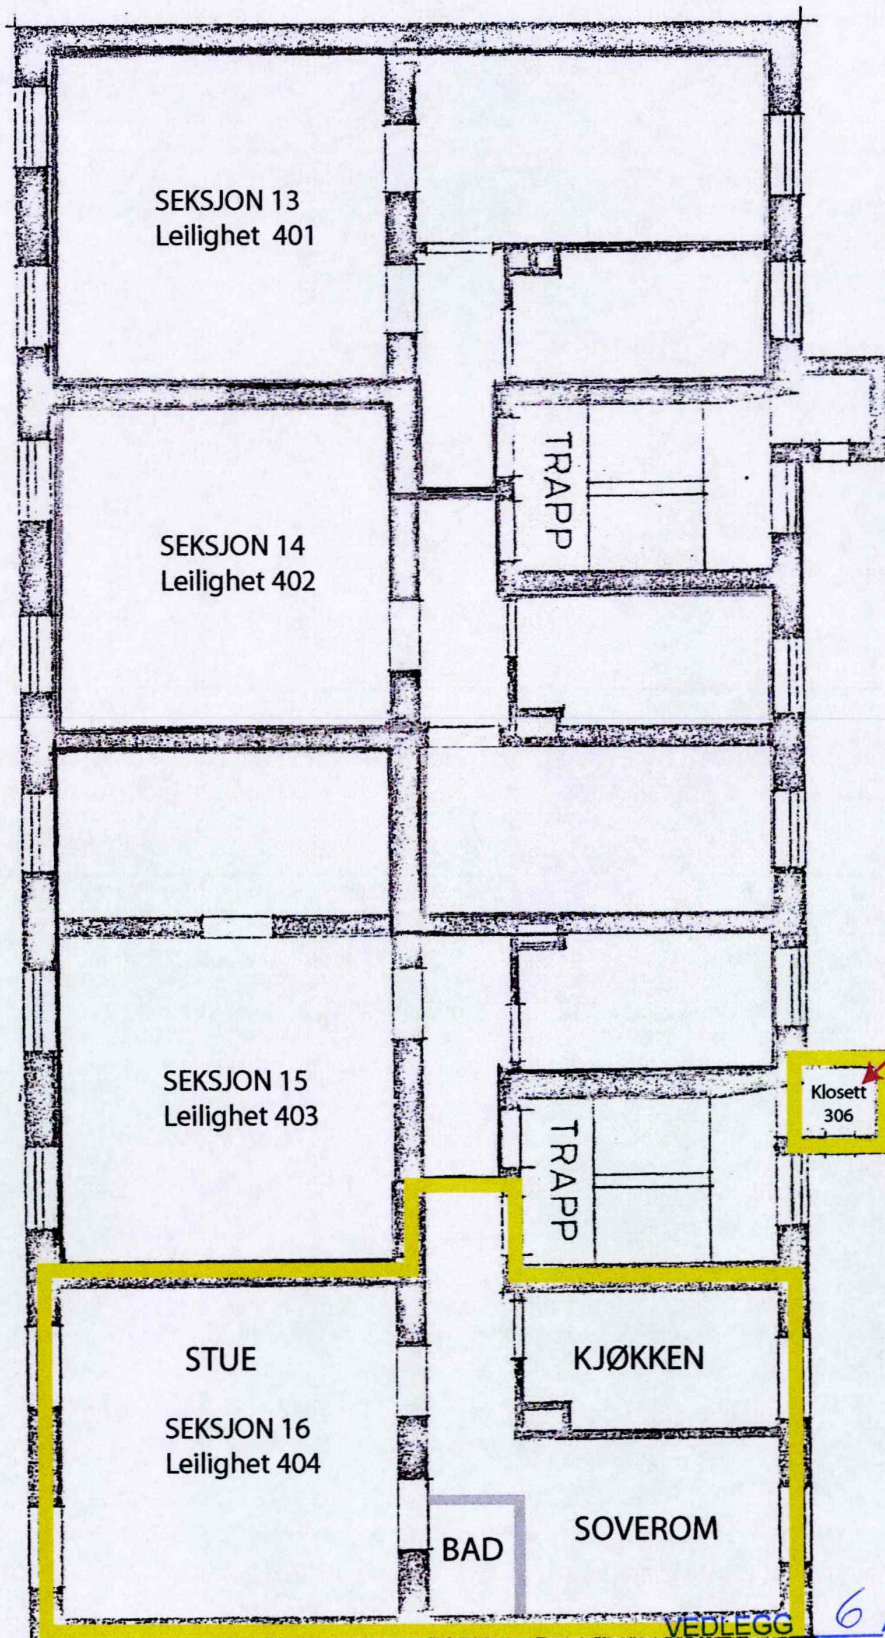 SEKSJON 13
Leilighet 401
TRAPP
SEKSJON 14
Leilighet 402
SEKSJON 15
Leilighet 403
Klosett
306
TRAPP
STUE
KJØKKEN
SEKSJON 16
Leilighet 404
SOVEROM
BAD
VEDLEGG 6